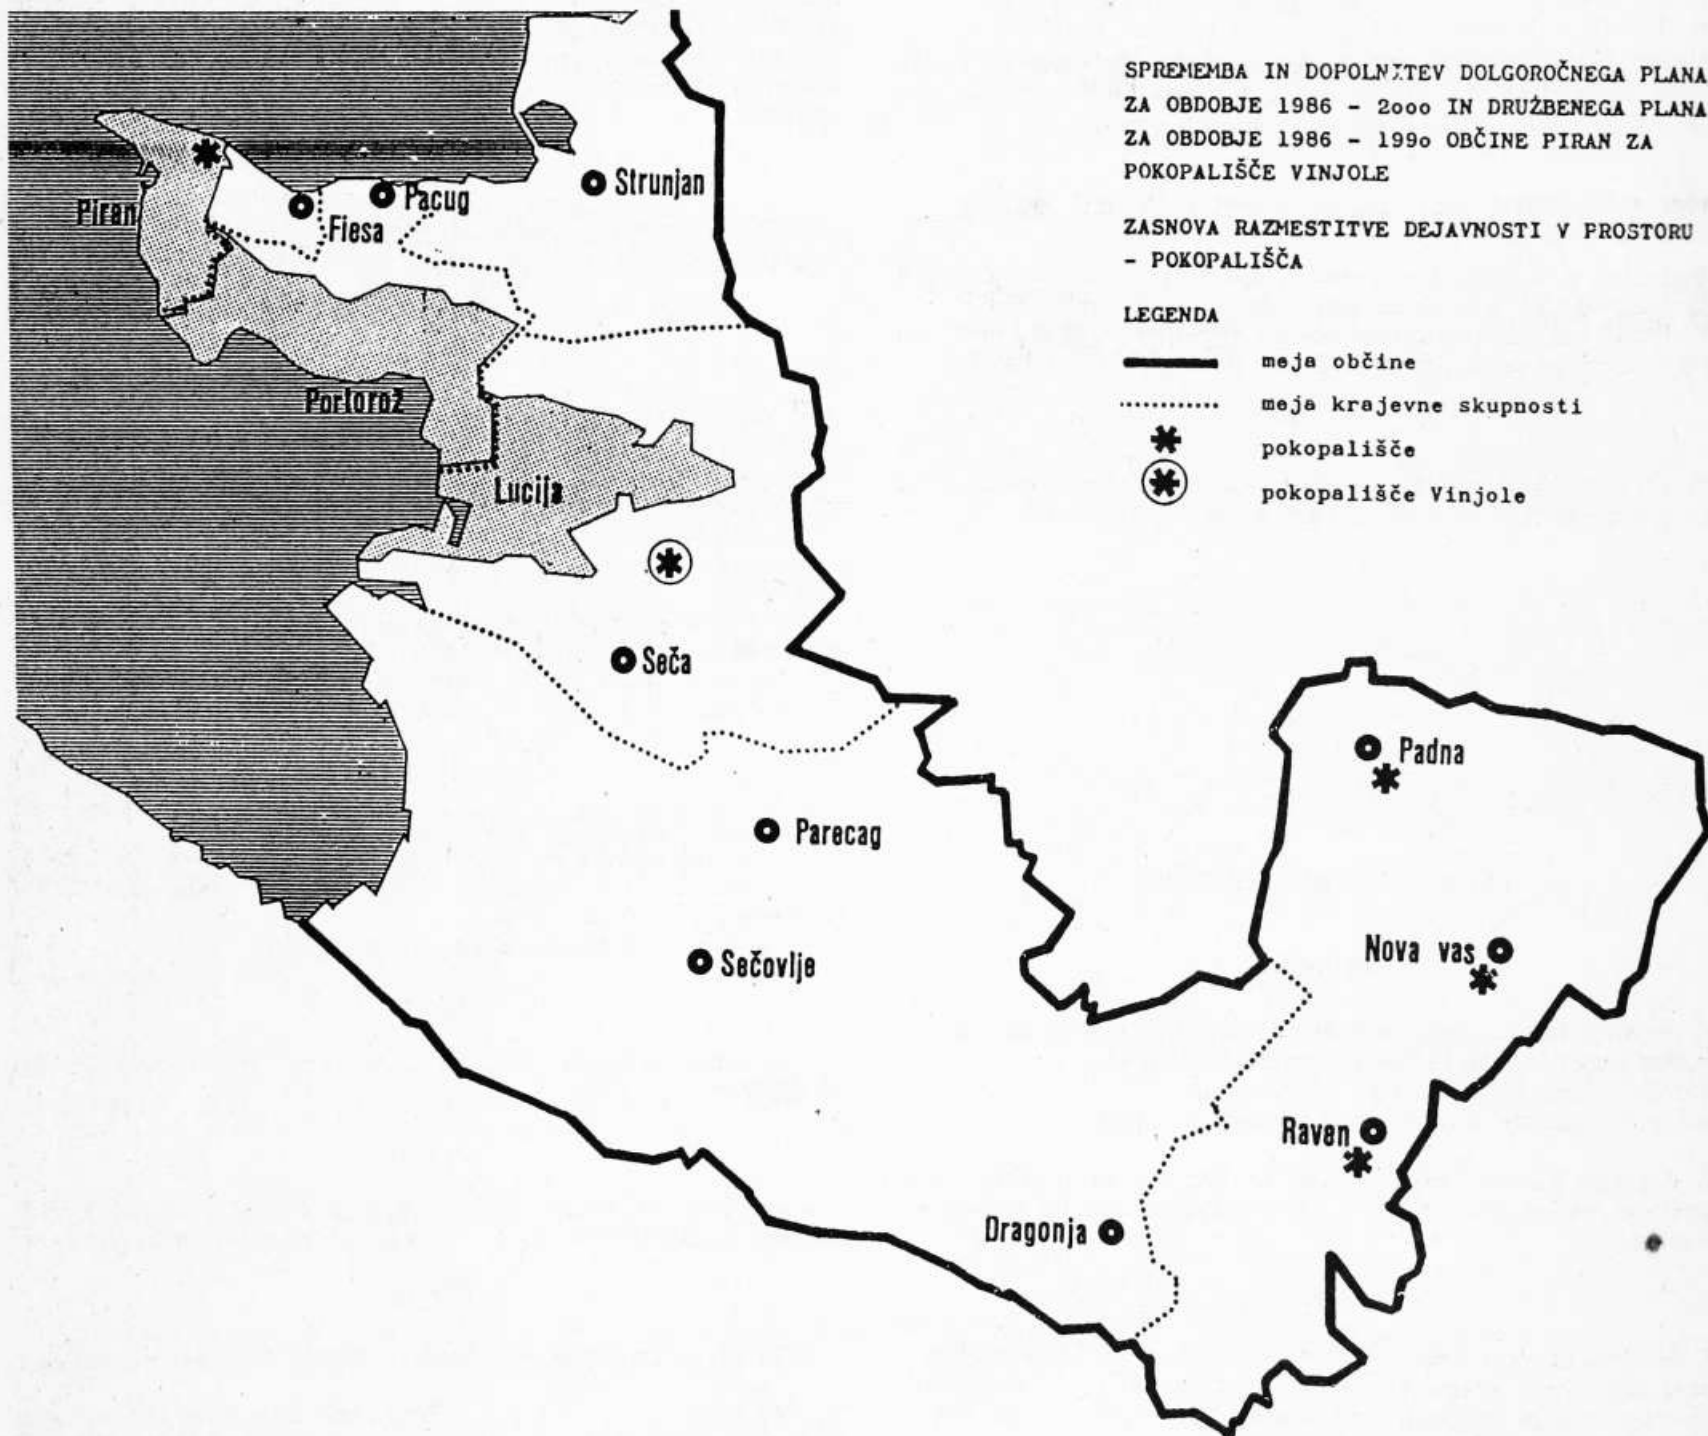 SPREMEMBA IN DOPOLNITEV DOLGOROČNEGA PLANA
ZA OBDOBJE 1986 - 2ooo IN DRUŽBENEGA PLANA
ZA OBDOBJE 1986 - 199o OBČINE PIRAN ZA
POKOPALIŠČE VINJOLE
ZASNOVA RAZMESTITVE DEJAVNOSTI V PROSTORU
- POKOPALIŠČA
LEGENDA
meja občine
meja krajevne skupnosti
pokopališče
pokopališče Vinjole
Strunjan
Pacug
Piran
Fiesa
Portorož
Lucija
Seča
Padna
Parecag
Nova vas
Sečovlje
Raven
Dragonja